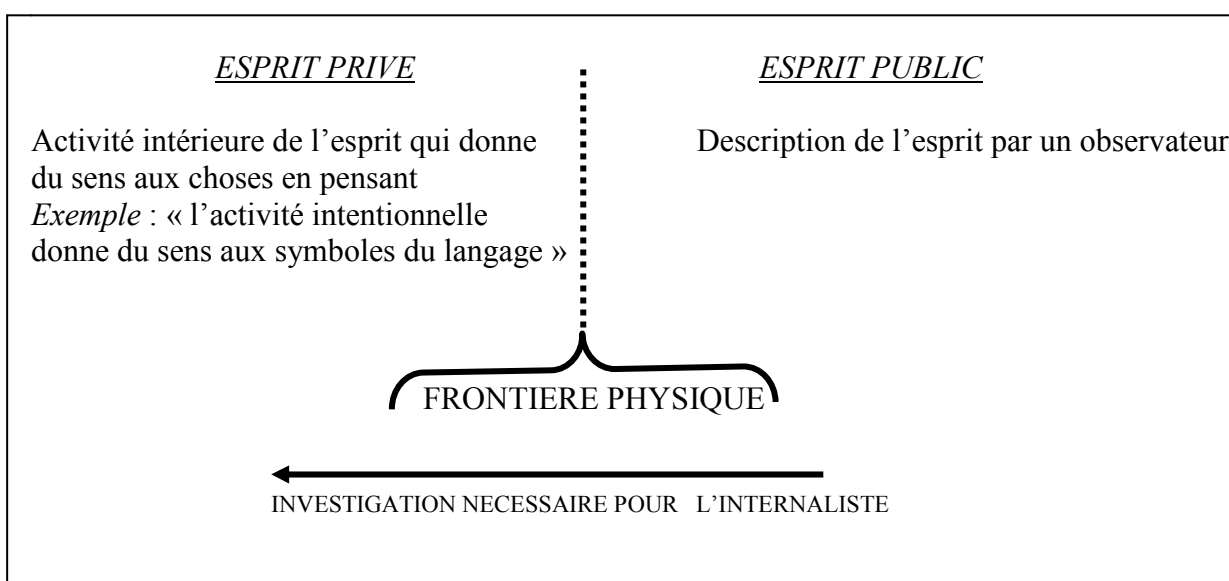 ESPRIT PRIVE
ESPRIT PUBLIC
Activité intérieure de l’esprit qui donne
du sens aux choses en pensant
Exemple : « l’activité intentionnelle
donne du sens aux symboles du langage »
Description de l’esprit par un observateur
FRONTIERE PHYSIQUE
INVESTIGATION NECESSAIRE POUR L’INTERNALISTE